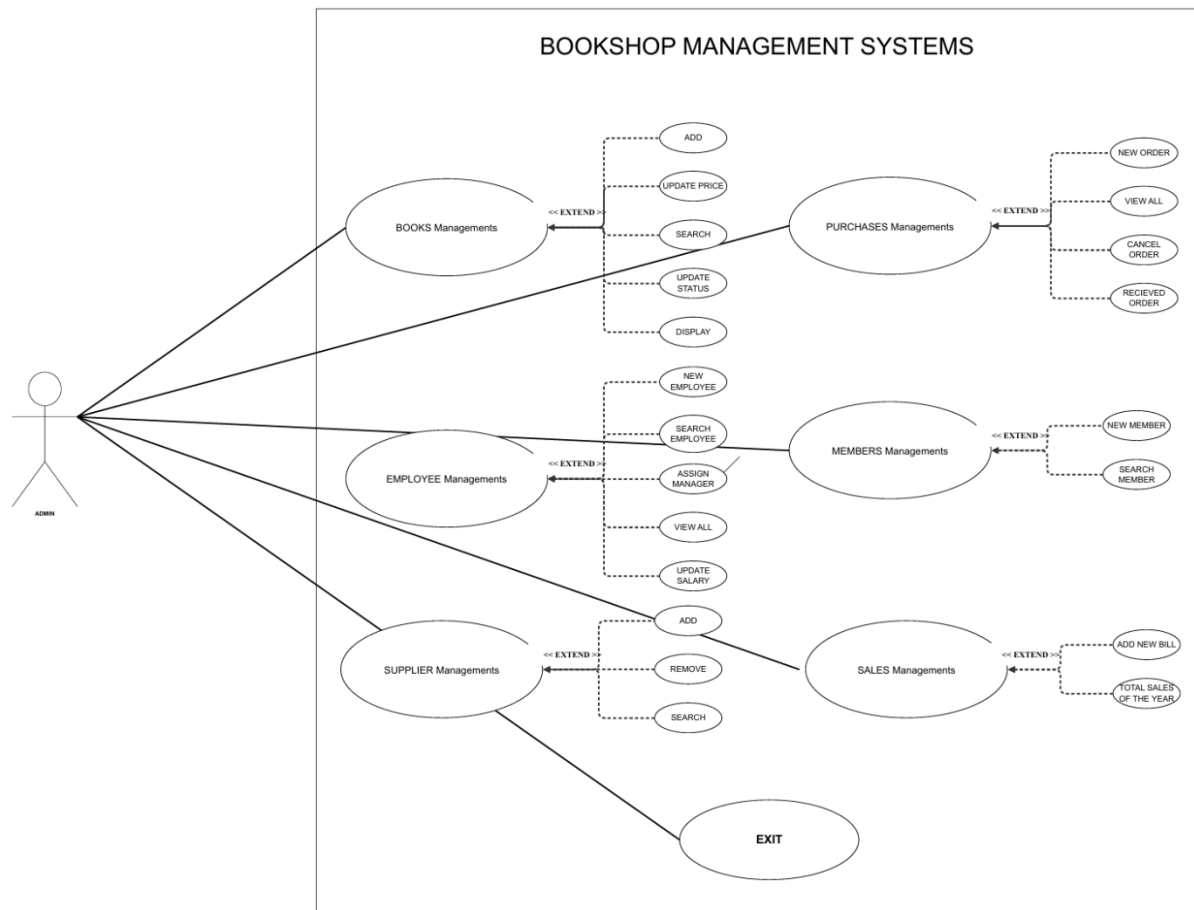 BOOKSHOP MANAGEMENT SYSTEMS
BOOKS Managements
<< EXTEND >>
ADD
UPDATE PRICE
SEARCH
UPDATE
STATUS
DISPLAY
PURCHASES Managements
<< EXTEND >>
NEW ORDER
VIEW ALL
CANCEL
ORDER
RECIEVED
ORDER
ADMIN
EMPLOYEE Managements
<< EXTEND >>
NEW
EMPLOYEE
SEARCH
EMPLOYEE
ASSIGN
MANAGER
VIEW ALL
UPDATE
SALARY
MEMBERS Managements
<< EXTEND >>
NEW MEMBER
SEARCH
MEMBER
SUPPLIER Managements
<< EXTEND >>
ADD
REMOVE
SEARCH
SALES Managements
<< EXTEND >>
ADD NEW BILL
TOTAL SALES
OF THE YEAR
EXIT